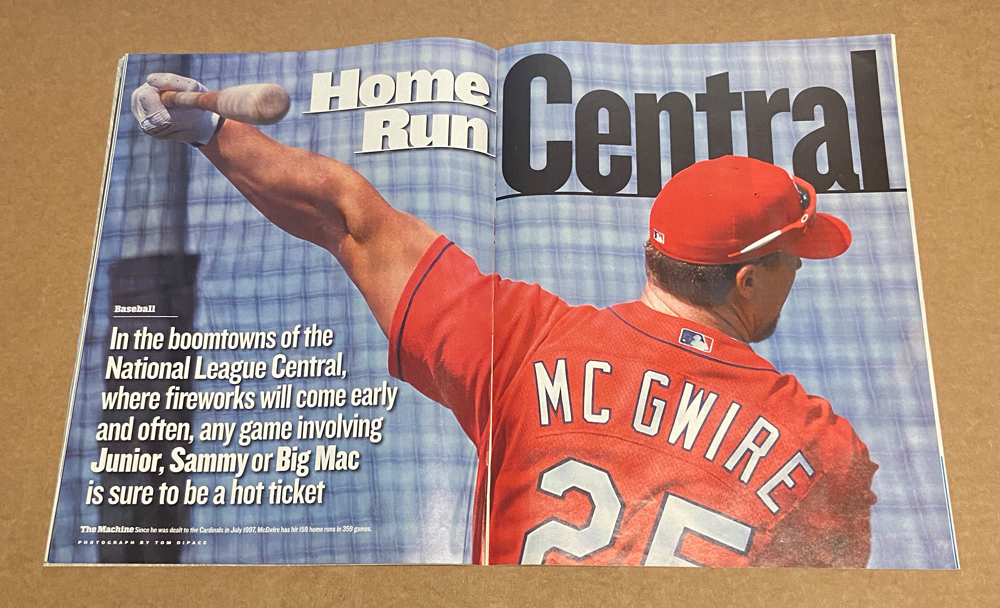 Home
Run
Central
Baseball
In the boomtowns of the
National League Central,
where fireworks will come early
and often, any game involving
Junior, Sammy or Big Mac
is sure to be a hot ticket
The Machine Since he was dealt to the Cardinals in July 1997, McGwire has hit 159 home runs in 359 games.
PHOTOGRAPH BY TOM DIPACE
MC GWIRE
25